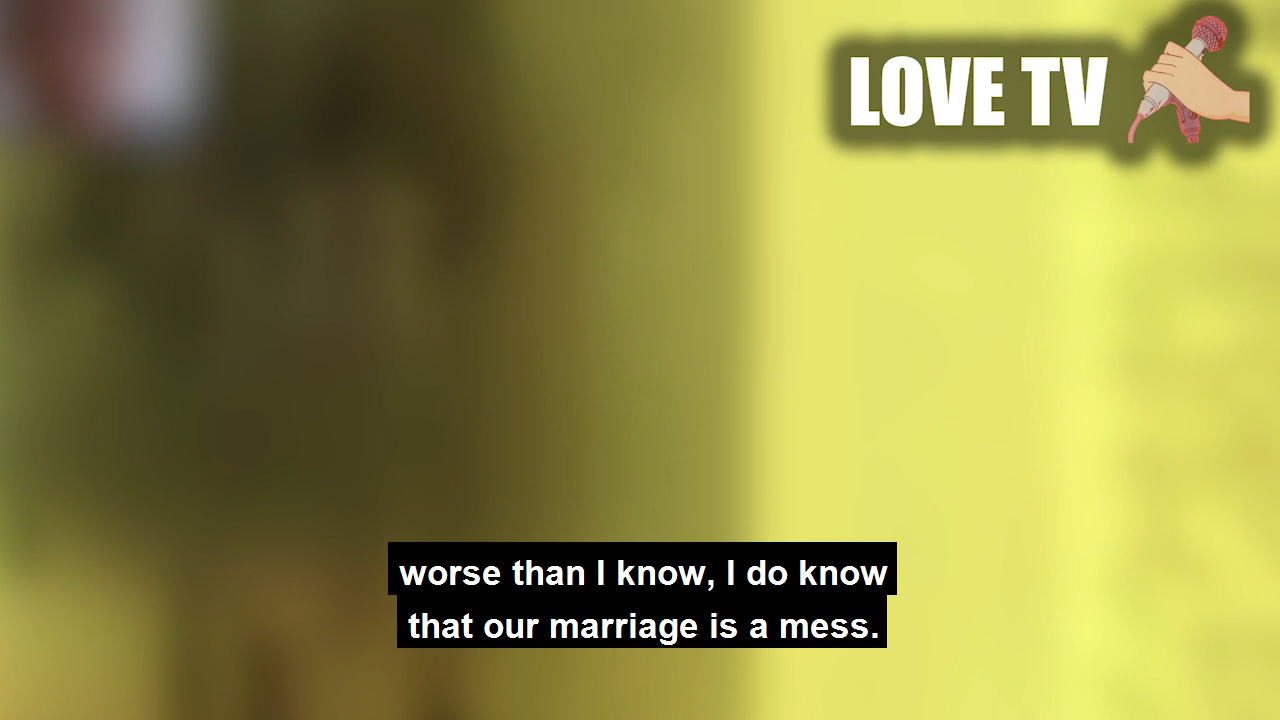 LOVE TV
worse than I know, I do know
that our marriage is a mess.